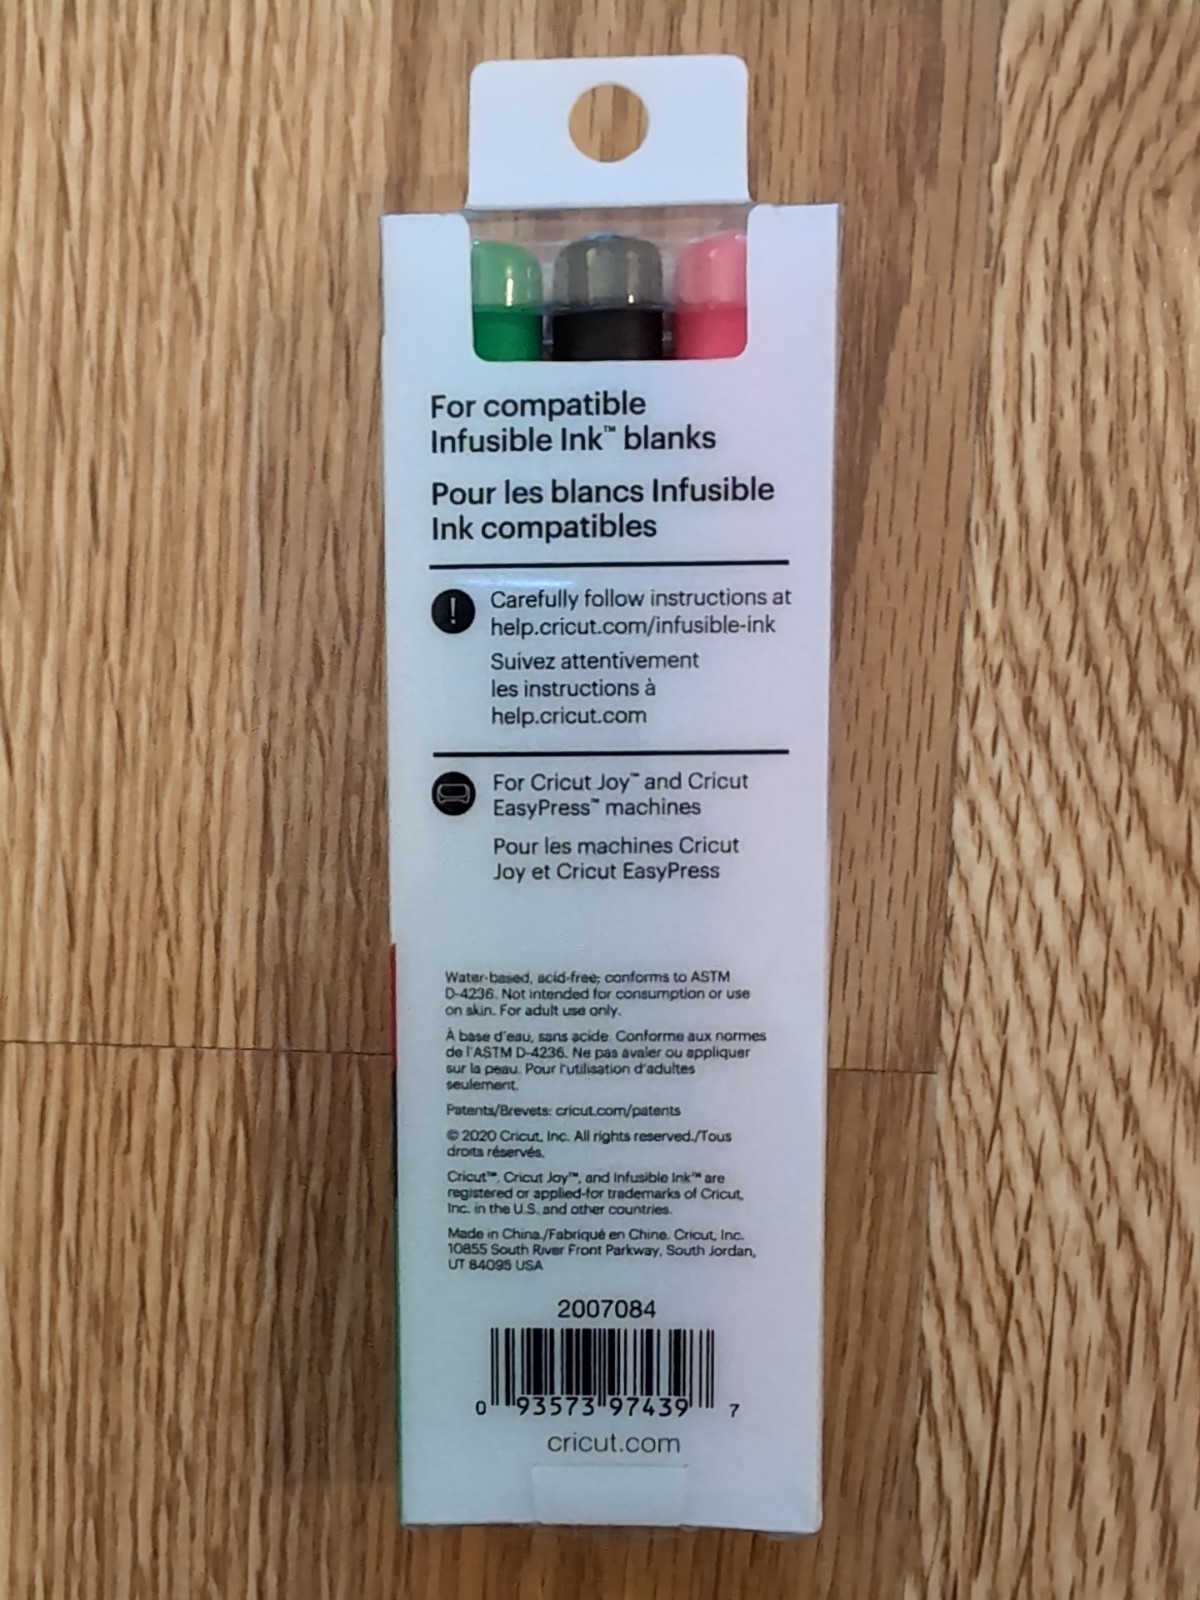 For compatible
Infusible Ink™ blanks
Pour les blancs Infusible
Ink compatibles
Carefully follow instructions at
help.cricut.com/infusible-ink
Suivez attentivement
les instructions à
help.cricut.com
For Cricut Joy™ and Cricut
EasyPress™ machines
Pour les machines Cricut
Joy et Cricut EasyPress
Water-based, acid-free; conforms to ASTM
D-4236. Not intended for consumption or use
on skin. For adult use only.
À base d'eau, sans acide. Conforme aux normes
de l'ASTM D-4236. Ne pas avaler ou appliquer
sur la peau. Pour l'utilisation d'adultes
seulement.
Patents/Brevets: cricut.com/patents
© 2020 Cricut, Inc. All rights reserved./Tous
droits réservés.
Cricut™, Cricut Joy™, and Infusible Ink™ are
registered or applied-for trademarks of Cricut,
Inc. in the U.S. and other countries.
Made in China./Fabriqué en Chine. Cricut, Inc.
10855 South River Front Parkway, South Jordan,
UT 84095 USA
2007084
0 93573 97439 7
cricut.com